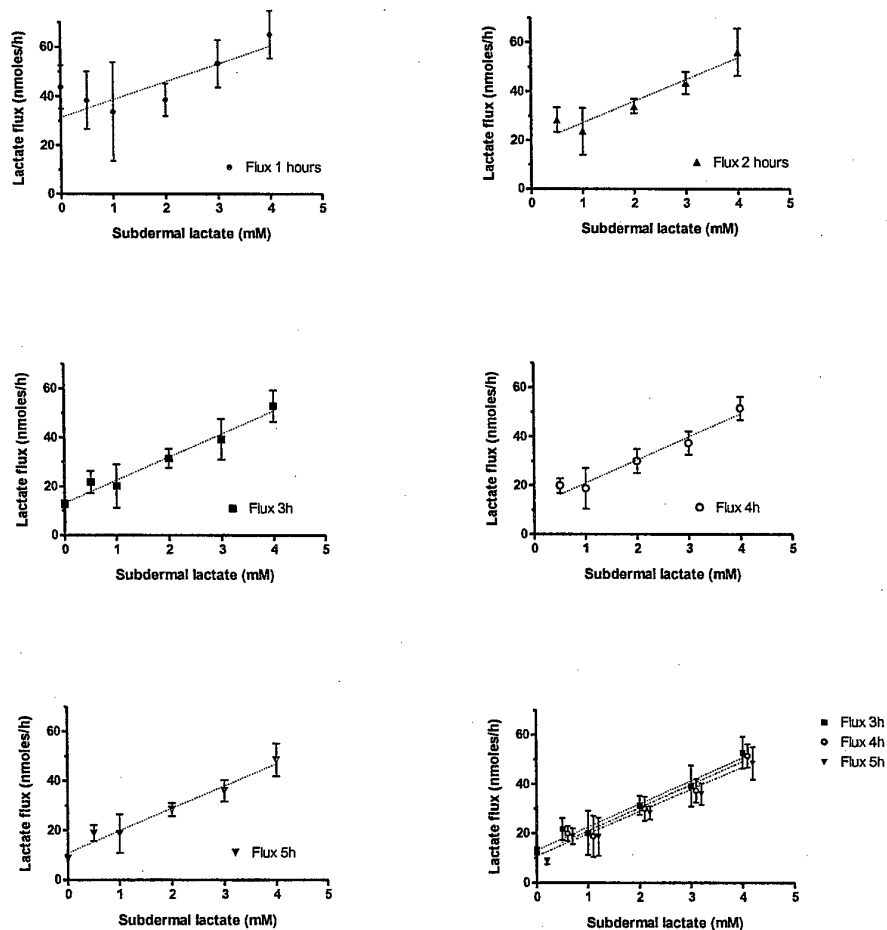 Lactate flux (nmoles/h)
60
40
20
0
Flux 1 hours
0 1 2 3 4 5
Subdermal lactate (mM)
Lactate flux (nmoles/h)
60
40
20
0
Flux 2 hours
0 1 2 3 4 5
Subdermal lactate (mM)
Lactate flux (nmoles/h)
60
40
20
0
Flux 3h
0 1 2 3 4 5
Subdermal lactate (mM)
Lactate flux (nmoles/h)
60
40
20
0
Flux 4h
0 1 2 3 4 5
Subdermal lactate (mM)
Lactate flux (nmoles/h)
60
40
20
0
Flux 5h
0 1 2 3 4 5
Subdermal lactate (mM)
Lactate flux (nmoles/h)
60
40
20
0
Flux 3h
Flux 4h
Flux 5h
0 1 2 3 4 5
Subdermal lactate (mM)